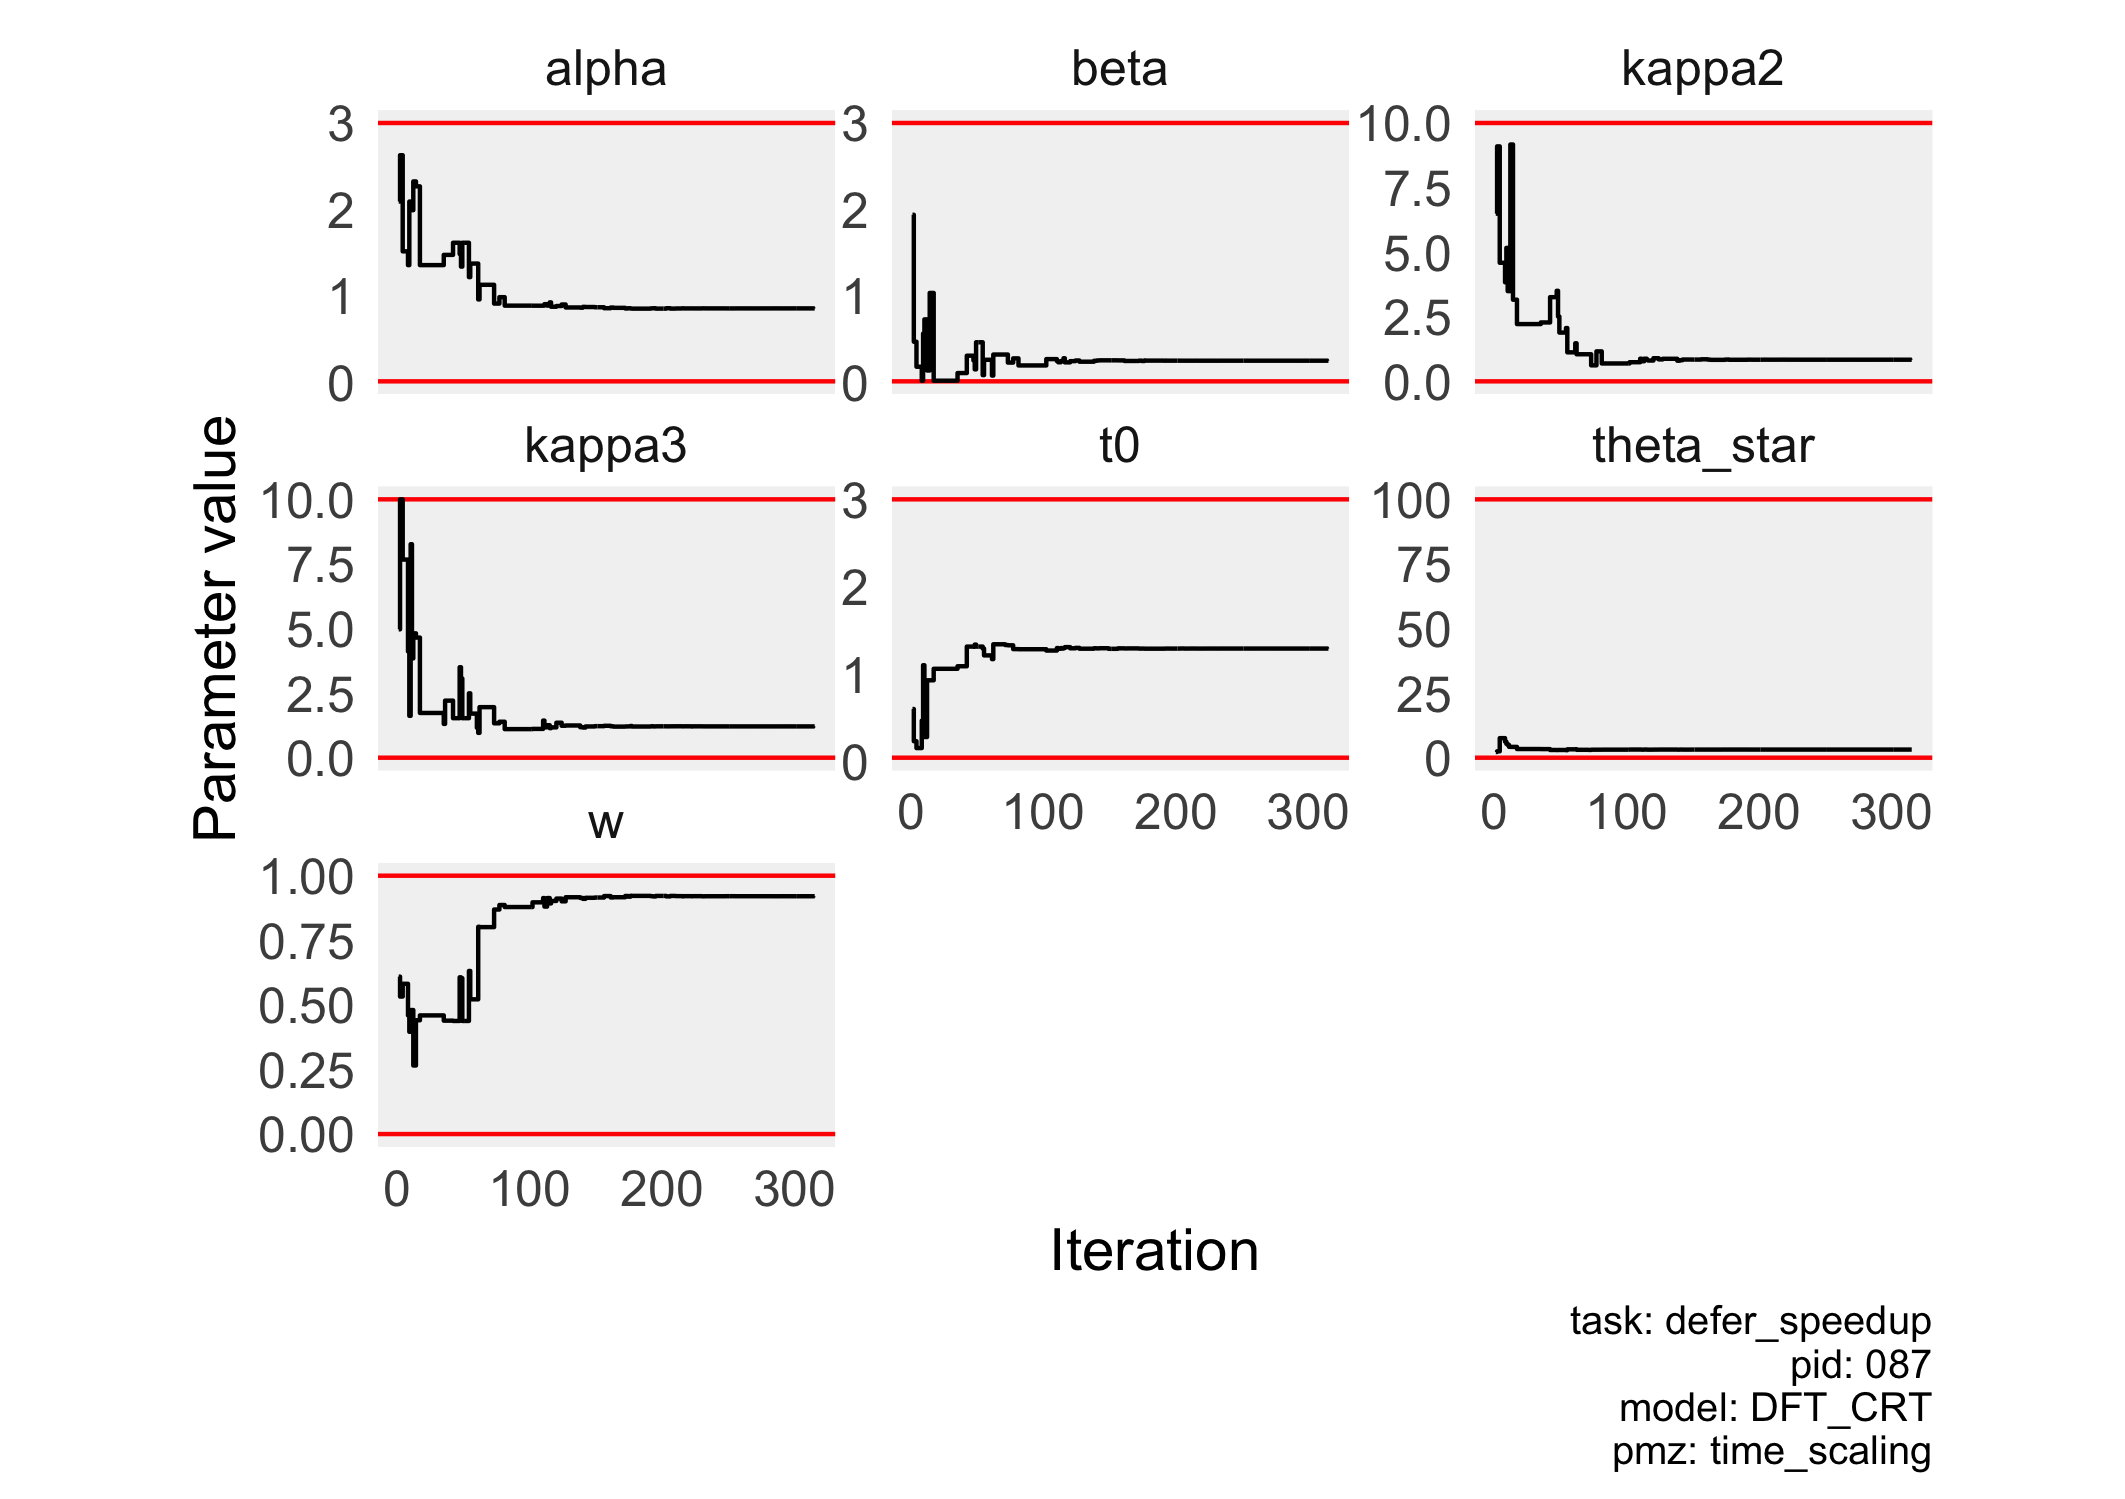 alpha
beta
kappa2
3
2
1
0
3
2
1
0
10.0
7.5
5.0
2.5
0.0
kappa3
t0
theta_star
10.0
7.5
5.0
2.5
0.0
3
2
1
0
100
75
50
25
0
0 100 200 300
0 100 200 300
w
1.00
0.75
0.50
0.25
0.00
0 100 200 300
Parameter value
Iteration
task: defer_speedup
pid: 087
model: DFT_CRT
pmz: time_scaling